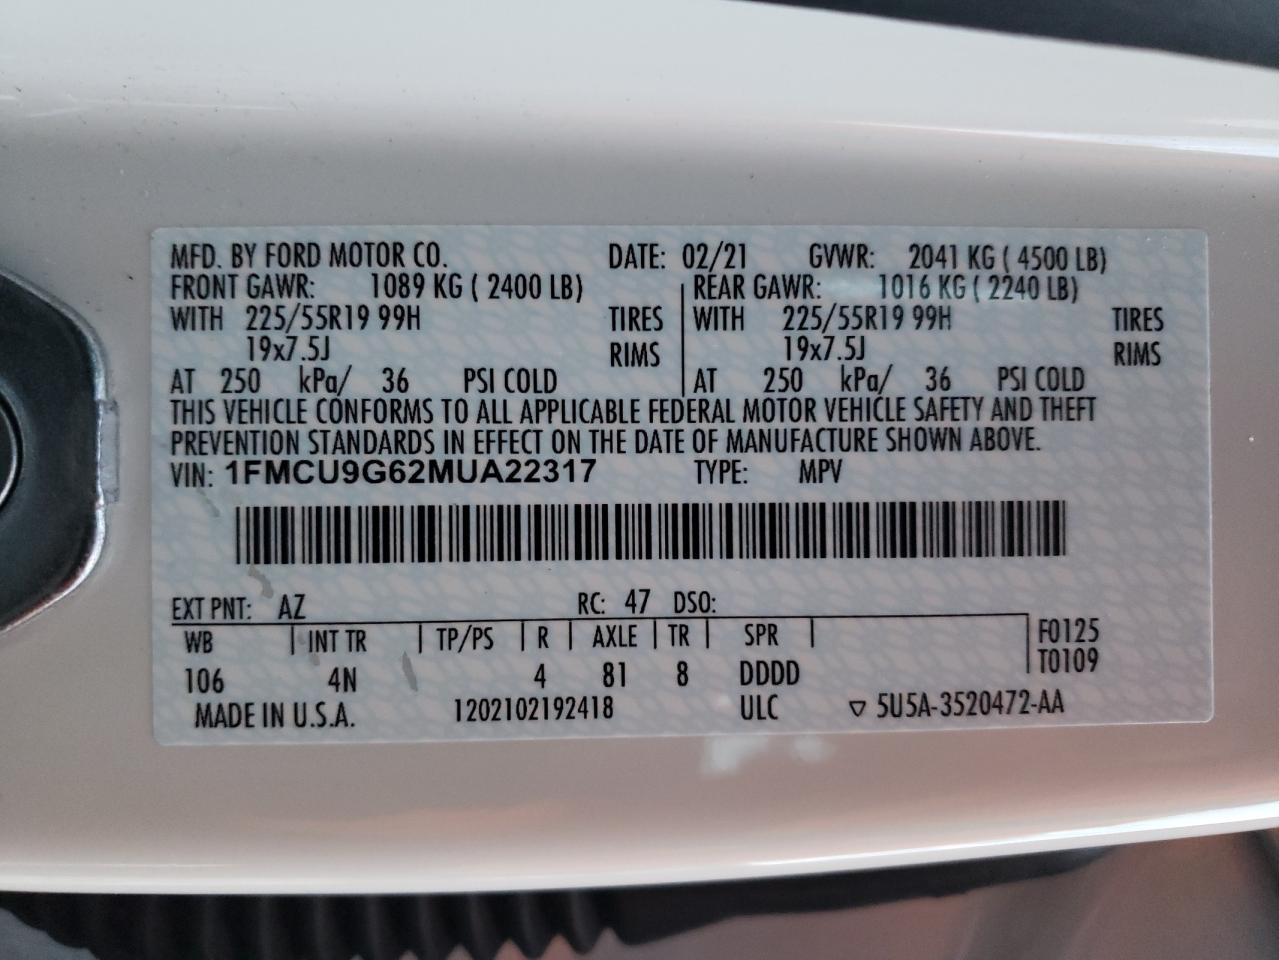 MFD. BY FORD MOTOR CO. DATE: 02/21 GVWR: 2041 KG ( 4500 LB)
FRONT GAWR: 1089 KG ( 2400 LB) REAR GAWR: 1016 KG ( 2240 LB)
WITH 225/55R19 99H TIRES WITH 225/55R19 99H TIRES
19x7.5J RIMS 19x7.5J RIMS
AT 250 kPa/ 36 PSI COLD AT 250 kPa/ 36 PSI COLD
THIS VEHICLE CONFORMS TO ALL APPLICABLE FEDERAL MOTOR VEHICLE SAFETY AND THEFT
PREVENTION STANDARDS IN EFFECT ON THE DATE OF MANUFACTURE SHOWN ABOVE.
VIN: 1FMCU9G62MUA22317 TYPE: MPV
EXT PNT: AZ RC: 47 DSO:
WB INT TR TP/PS R AXLE TR SPR F0125
T0109
106 4N 4 81 8 DDDD
MADE IN U.S.A. 1202102192418 ULC ▽ 5U5A-3520472-AA